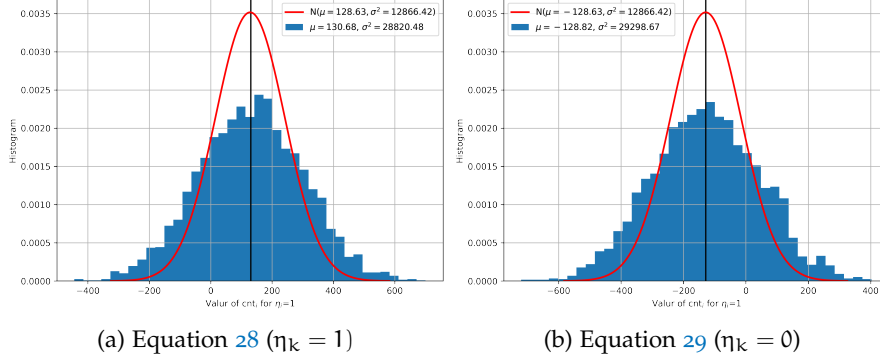 0.0035
0.0030
0.0025
0.0020
0.0015
0.0010
0.0005
0.0000
Histogram
N(μ = 128.63, σ² = 12866.42)
μ = 130.68, σ² = 28820.48
−400 −200 0 200 400 600
Valur of cntᵢ for ηᵢ=1
(a) Equation 28 (ηₖ = 1)
0.0035
0.0030
0.0025
0.0020
0.0015
0.0010
0.0005
0.0000
Histogram
N(μ = −128.63, σ² = 12866.42)
μ = −128.82, σ² = 29298.67
−600 −400 −200 0 200 400
Valur of cntᵢ for ηᵢ=1
(b) Equation 29 (ηₖ = 0)